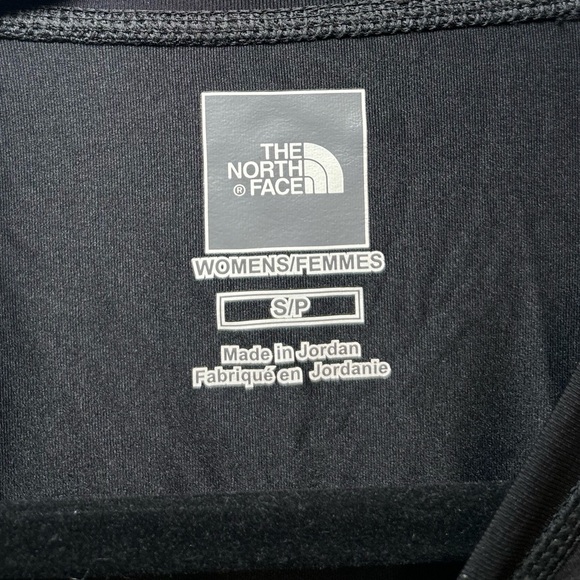 THE
NORTH
® FACE
WOMENS/FEMMES
S/P
Made in Jordan
Fabriqué en Jordanie